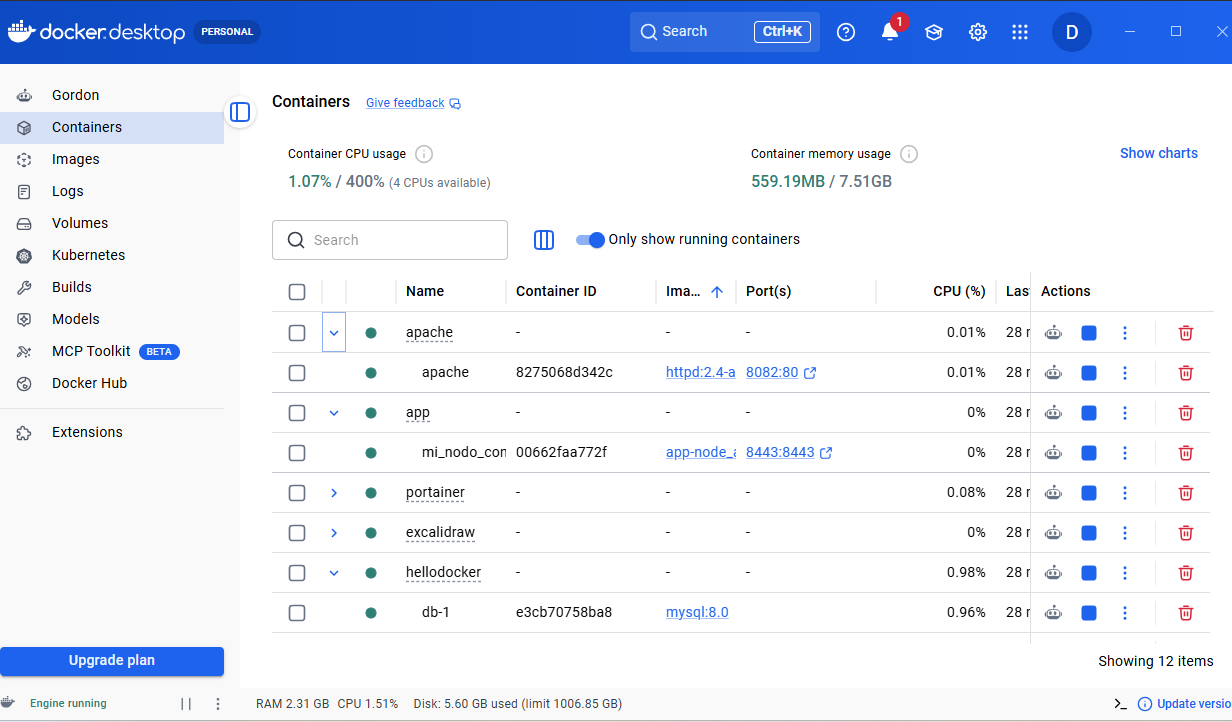 docker.desktop PERSONAL Search Ctrl+K 1 D
Gordon
Containers
Images
Logs
Volumes
Kubernetes
Builds
Models
MCP Toolkit BETA
Docker Hub
Extensions
Upgrade plan
Containers Give feedback
Container CPU usage Container memory usage Show charts
1.07% / 400% (4 CPUs available) 559.19MB / 7.51GB
Search Only show running containers
Name Container ID Ima... Port(s) CPU (%) Las Actions
apache - - - 0.01% 28 r
apache 8275068d342c httpd:2.4-a 8082:80 0.01% 28 r
app - - - 0% 28 r
mi_nodo_con 00662faa772f app-node_a 8443:8443 0% 28 r
portainer - - - 0.08% 28 r
excalidraw - - - 0% 28 r
hellodocker - - - 0.98% 28 r
db-1 e3cb70758ba8 mysql:8.0 0.96% 28 r
Showing 12 items
Engine running RAM 2.31 GB CPU 1.51% Disk: 5.60 GB used (limit 1006.85 GB) Update versio